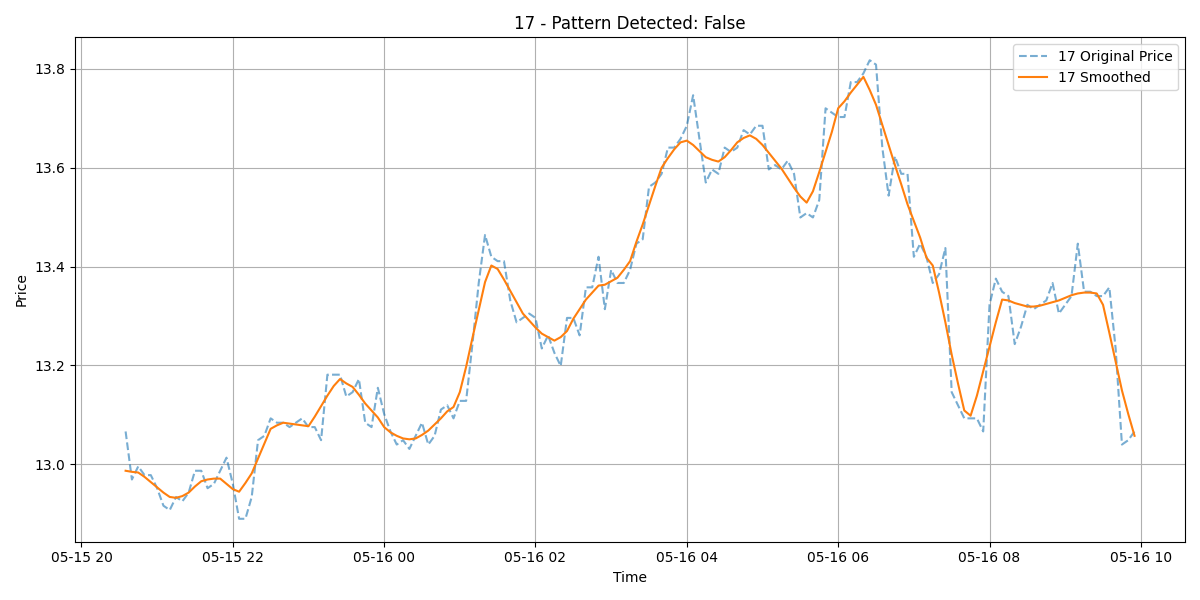 17 - Pattern Detected: False
17 Original Price
17 Smoothed
Price
13.8
13.6
13.4
13.2
13.0
05-15 20
05-15 22
05-16 00
05-16 02
05-16 04
05-16 06
05-16 08
05-16 10
Time